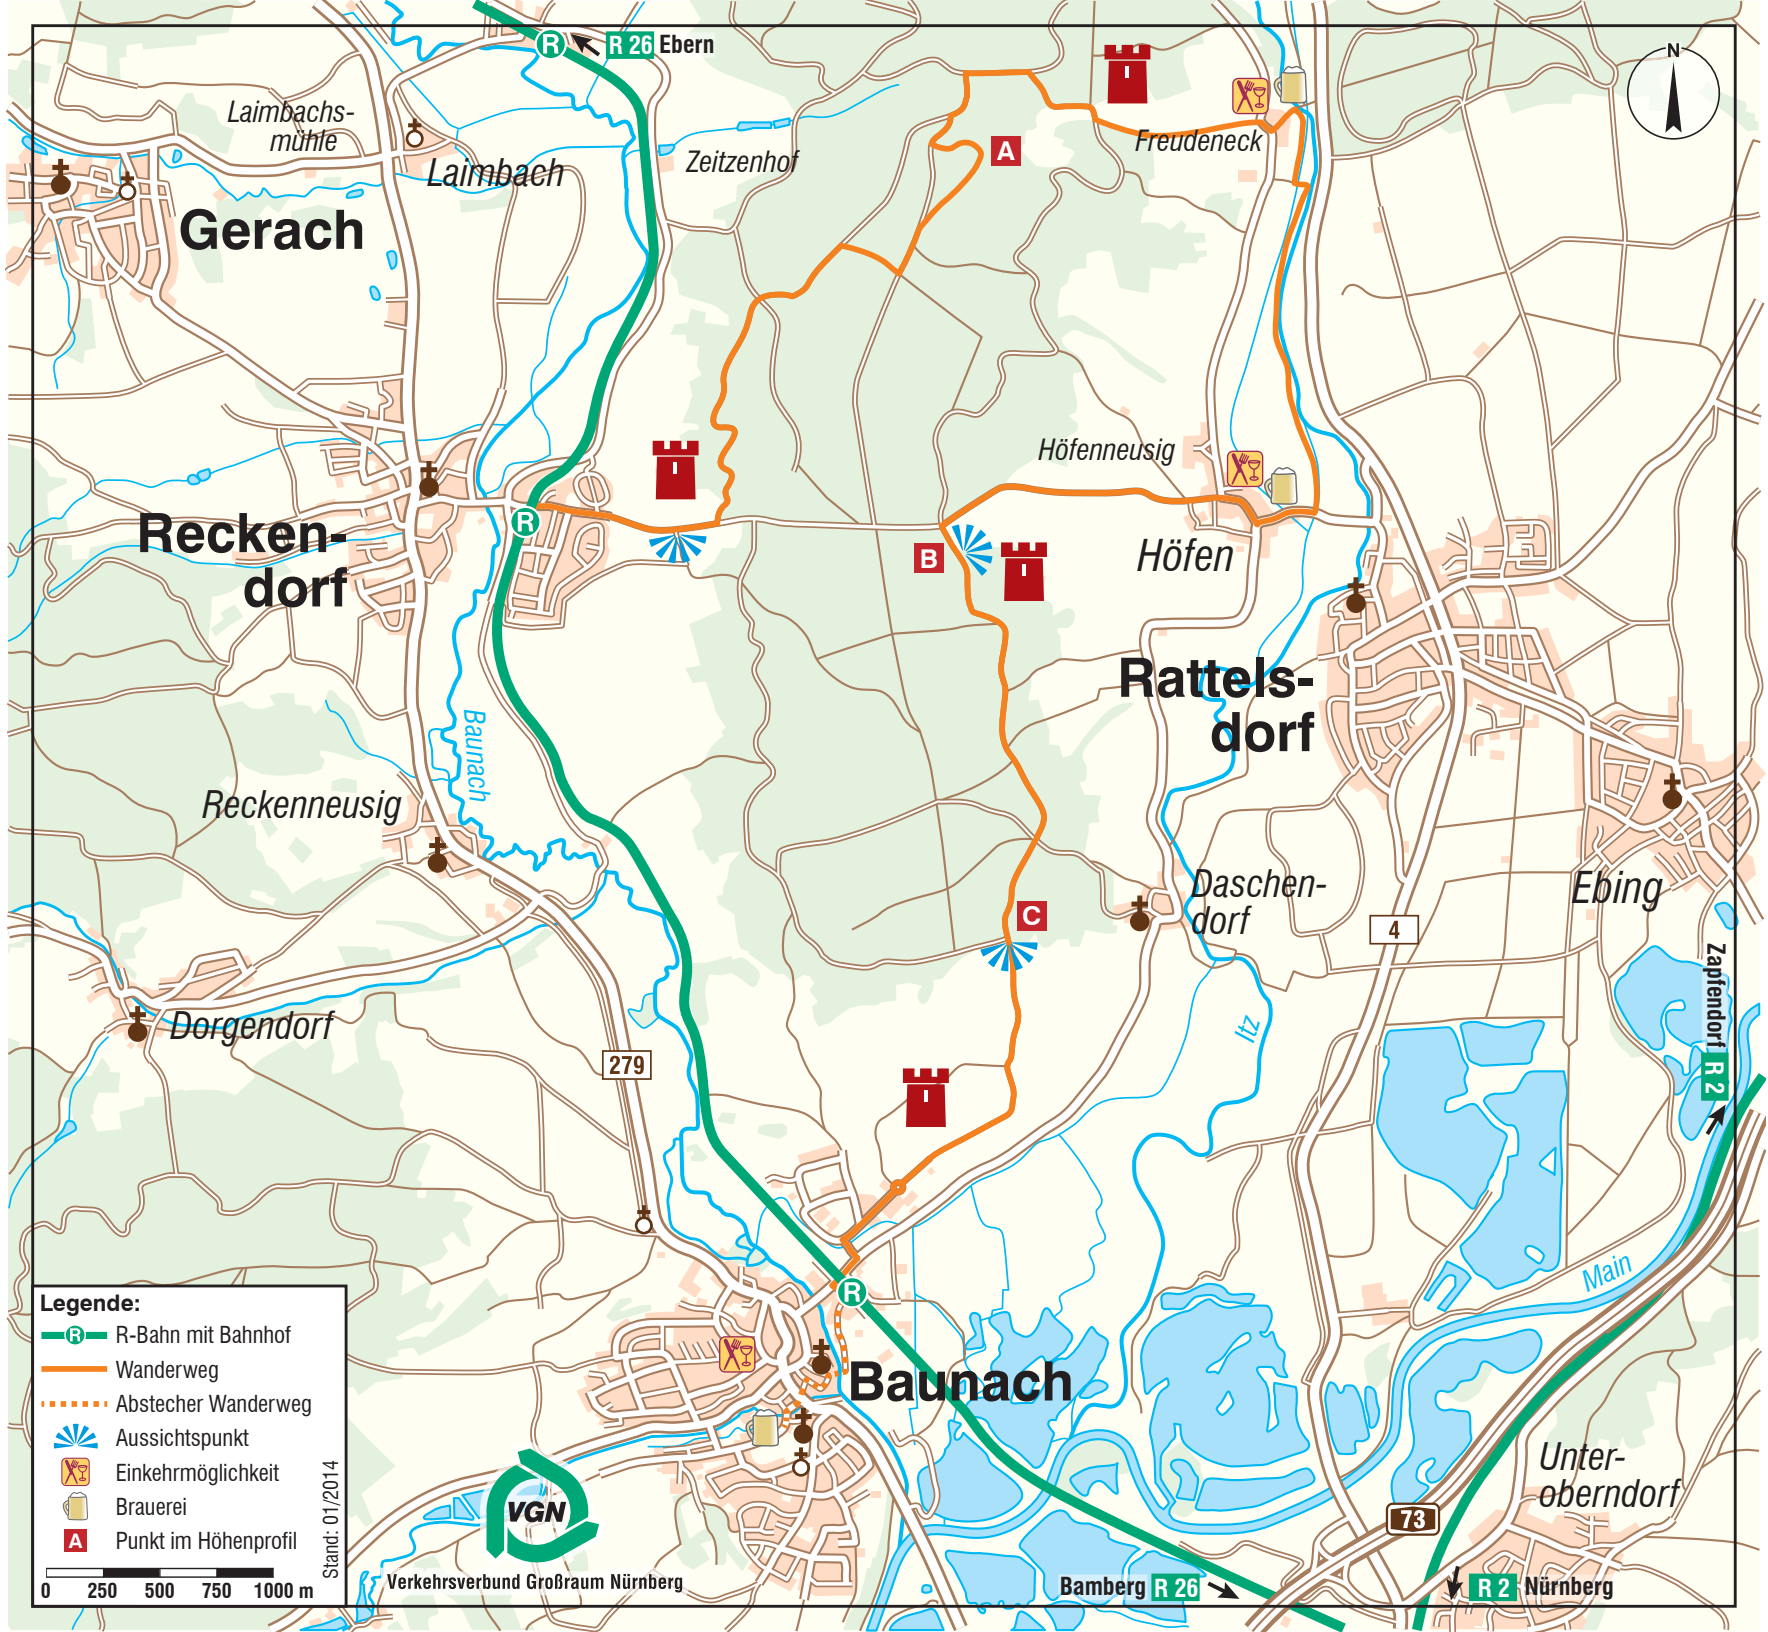 R
R 26 Ebern
N
Laimbachs-
mühle
Laimbach
Zeitzenhof
A
Freudeneck
Gerach
Höfenneusig
Recken-
dorf
R
B
Höfen
Rattels-
dorf
Baunach
Reckenneusig
Daschen-
dorf
Ebing
C
4
Zapfendorf
R 2
Dorgendorf
Itz
279
Main
R
Baunach
Legende:
R R-Bahn mit Bahnhof
Wanderweg
Abstecher Wanderweg
Aussichtspunkt
Einkehrmöglichkeit
Brauerei
A Punkt im Höhenprofil
0 250 500 750 1000 m
Stand: 01/2014
VGN
Verkehrsverbund Großraum Nürnberg
Unter-
oberndorf
73
Bamberg R 26
R 2 Nürnberg